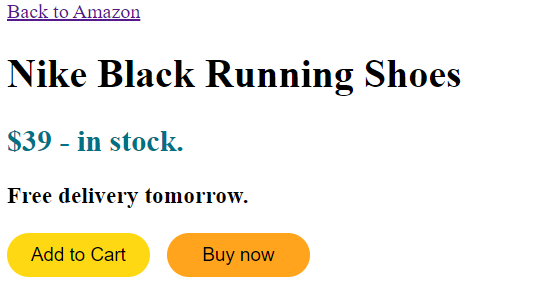 Back to Amazon
Nike Black Running Shoes
$39 - in stock.
Free delivery tomorrow.
Add to Cart Buy now